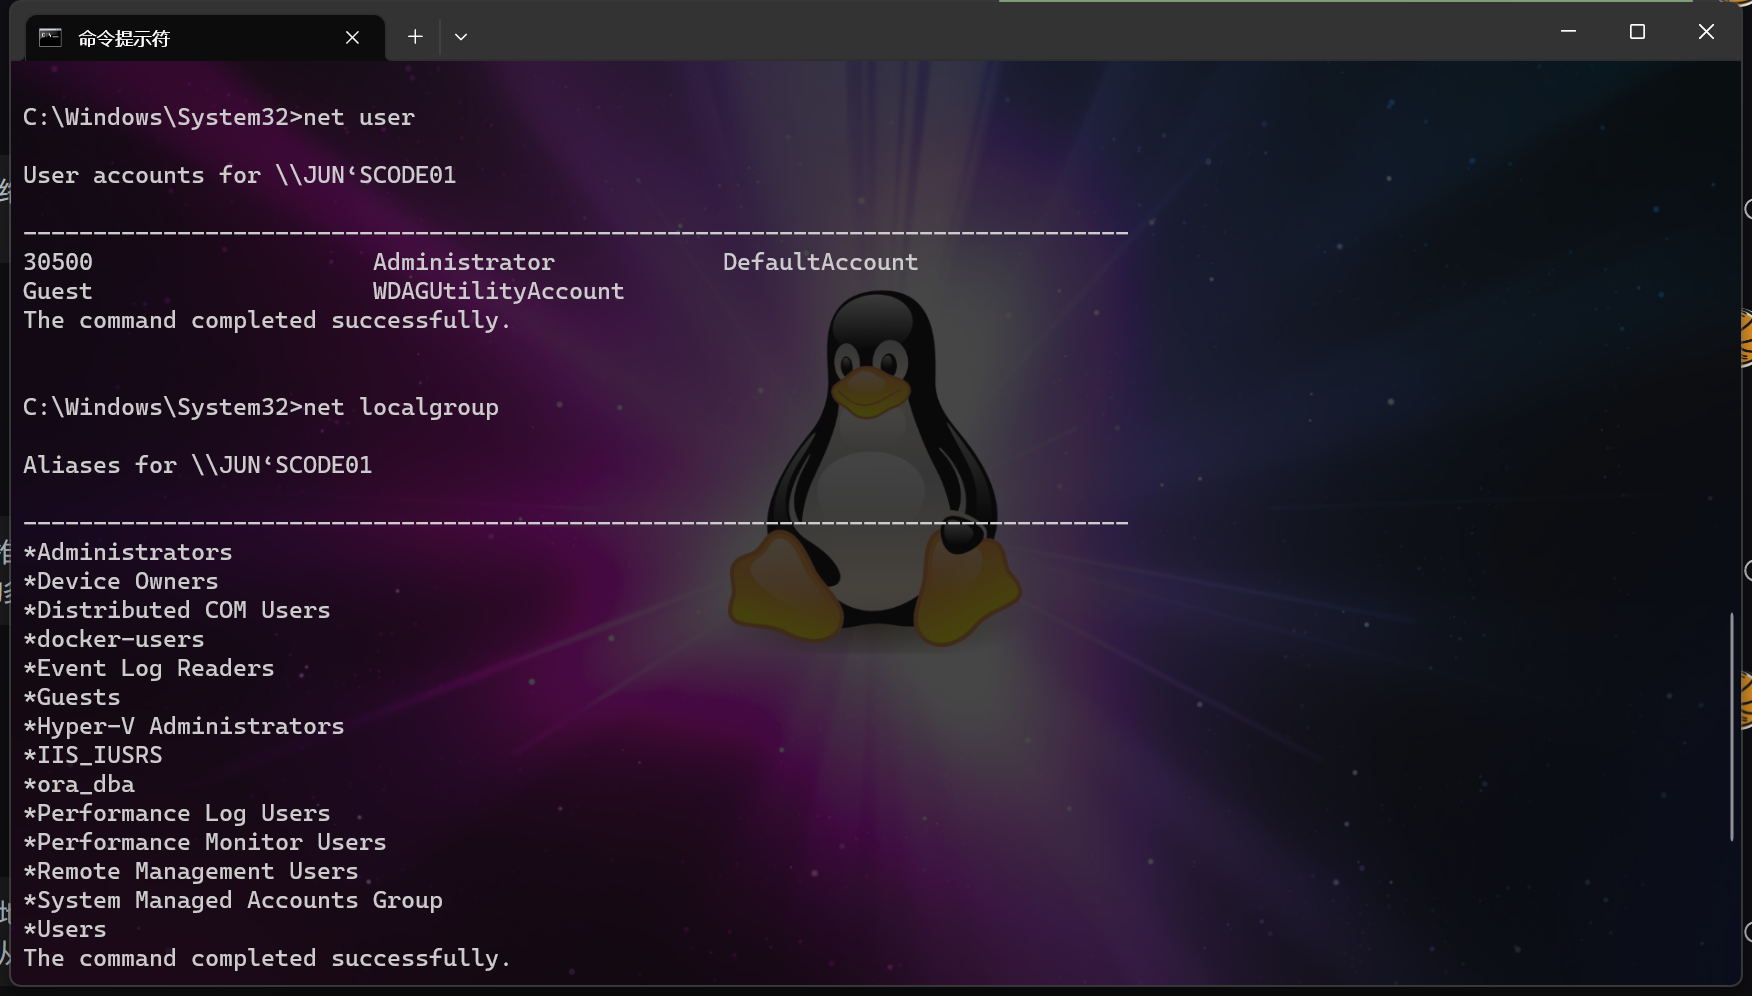 命令提示符
C:\Windows\System32>net user
User accounts for \\JUN‘SCODE01
-------------------------------------------------------------------------------
30500                    Administrator            DefaultAccount
Guest                    WDAGUtilityAccount
The command completed successfully.
C:\Windows\System32>net localgroup
Aliases for \\JUN‘SCODE01
-------------------------------------------------------------------------------
*Administrators
*Device Owners
*Distributed COM Users
*docker-users
*Event Log Readers
*Guests
*Hyper-V Administrators
*IIS_IUSRS
*ora_dba
*Performance Log Users
*Performance Monitor Users
*Remote Management Users
*System Managed Accounts Group
*Users
The command completed successfully.